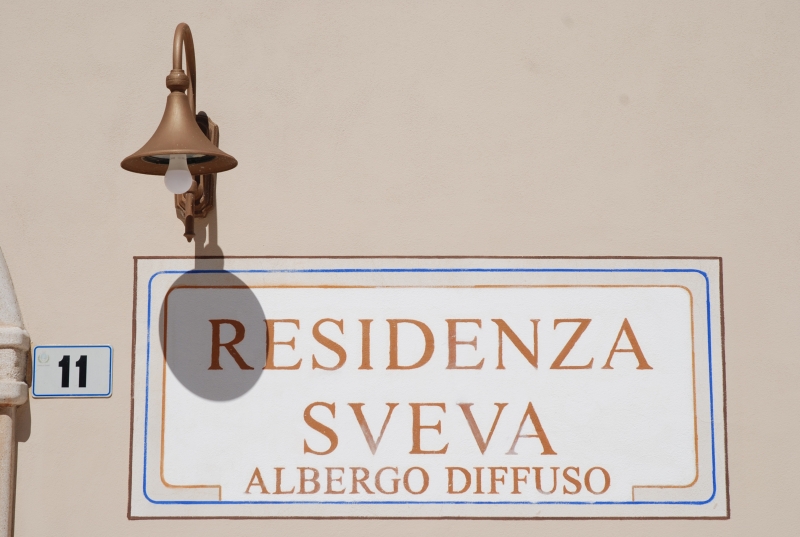 11
RESIDENZA
SVEVA
ALBERGO DIFFUSO